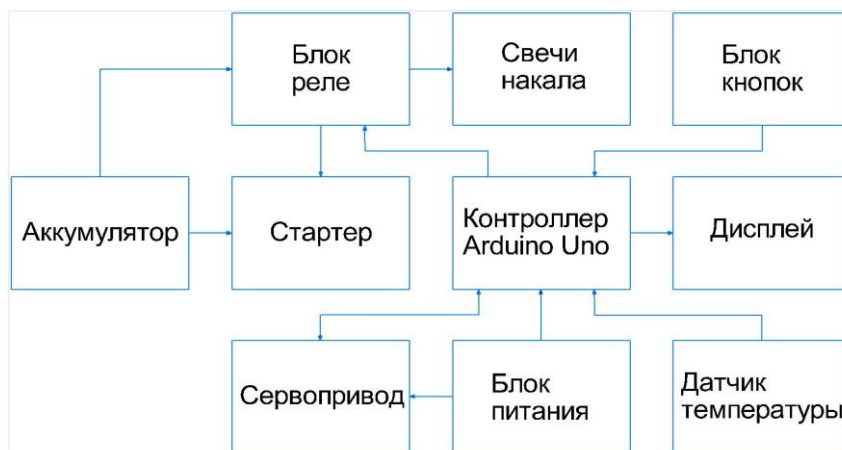 Блок
реле
Свечи
накала
Блок
кнопок
Аккумулятор
Стартер
Контроллер
Arduino Uno
Дисплей
Сервопривод
Блок
питания
Датчик
температуры